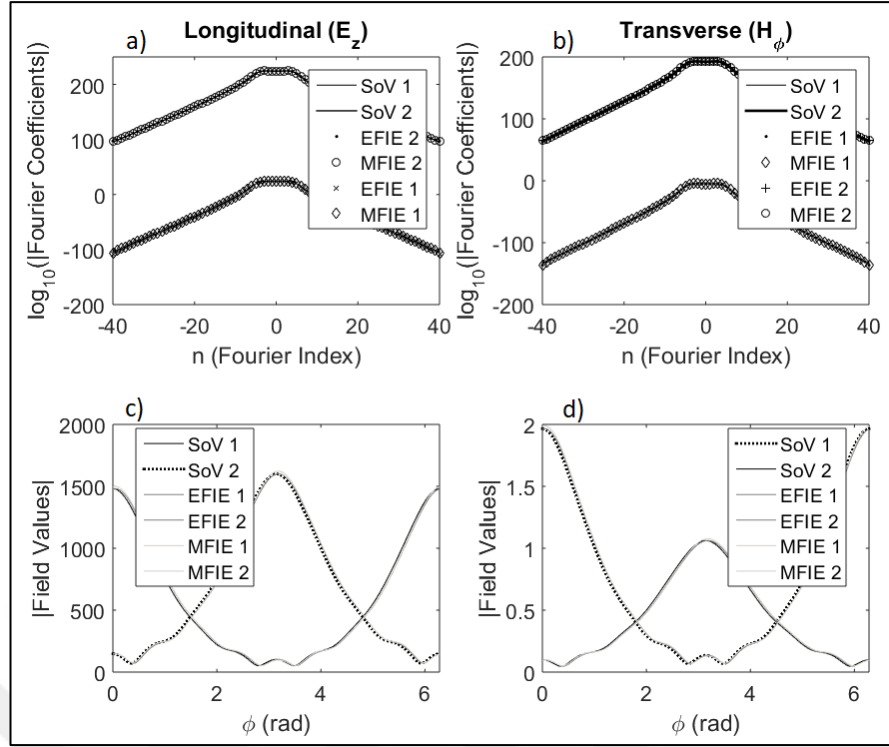 a) Longitudinal (E_z)
log10(|Fourier Coefficients|)
200
100
0
-100
-200
-40 -20 0 20 40
n (Fourier Index)
SoV 1
SoV 2
EFIE 2
MFIE 2
EFIE 1
MFIE 1
b) Transverse (H_ϕ)
log10(|Fourier Coefficients|)
200
100
0
-100
-200
-40 -20 0 20 40
n (Fourier Index)
SoV 1
SoV 2
EFIE 1
MFIE 1
EFIE 2
MFIE 2
c)
|Field Values|
2000
1500
1000
500
0
0 2 4 6
ϕ (rad)
SoV 1
SoV 2
EFIE 1
EFIE 2
MFIE 1
MFIE 2
d)
|Field Values|
2
1.5
1
0.5
0
0 2 4 6
ϕ (rad)
SoV 1
SoV 2
EFIE 1
EFIE 2
MFIE 1
MFIE 2